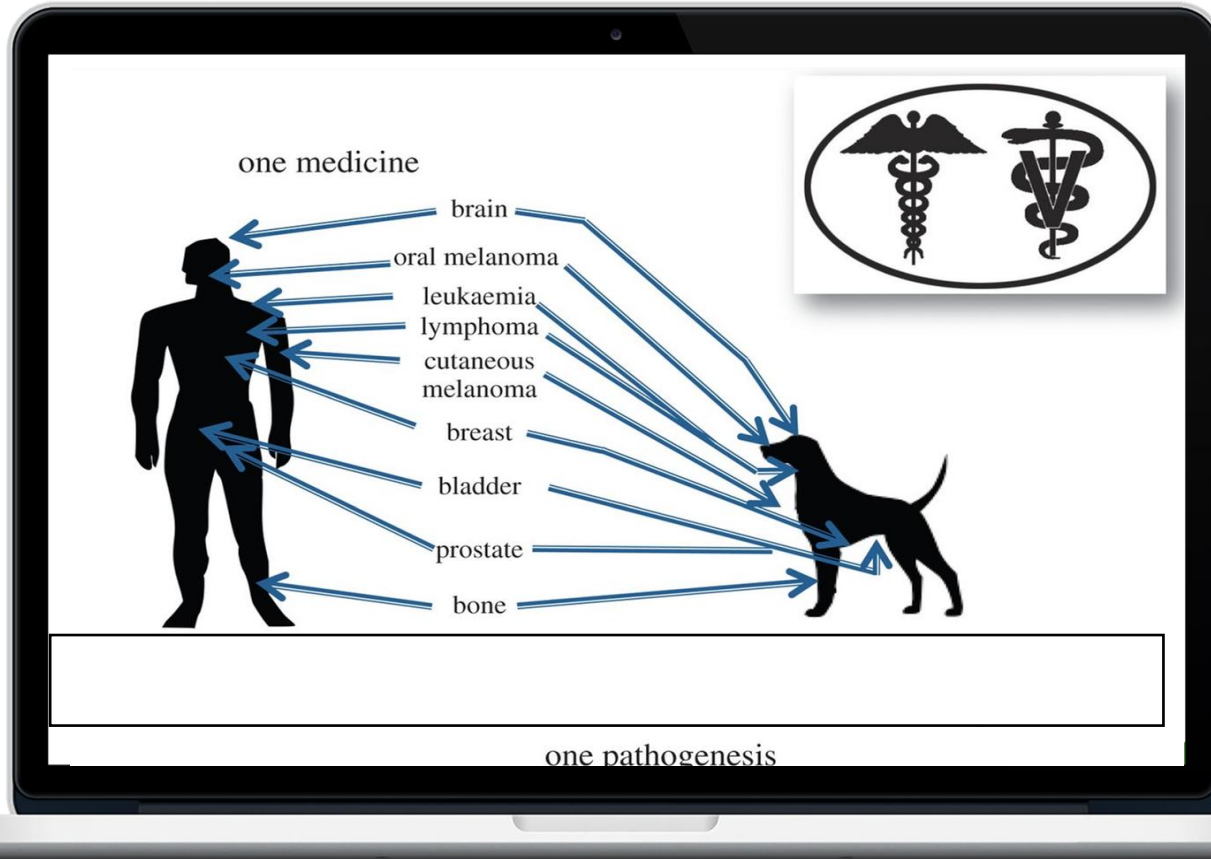 one medicine
brain
oral melanoma
leukaemia
lymphoma
cutaneous
melanoma
breast
bladder
prostate
bone
V
one pathogenesis